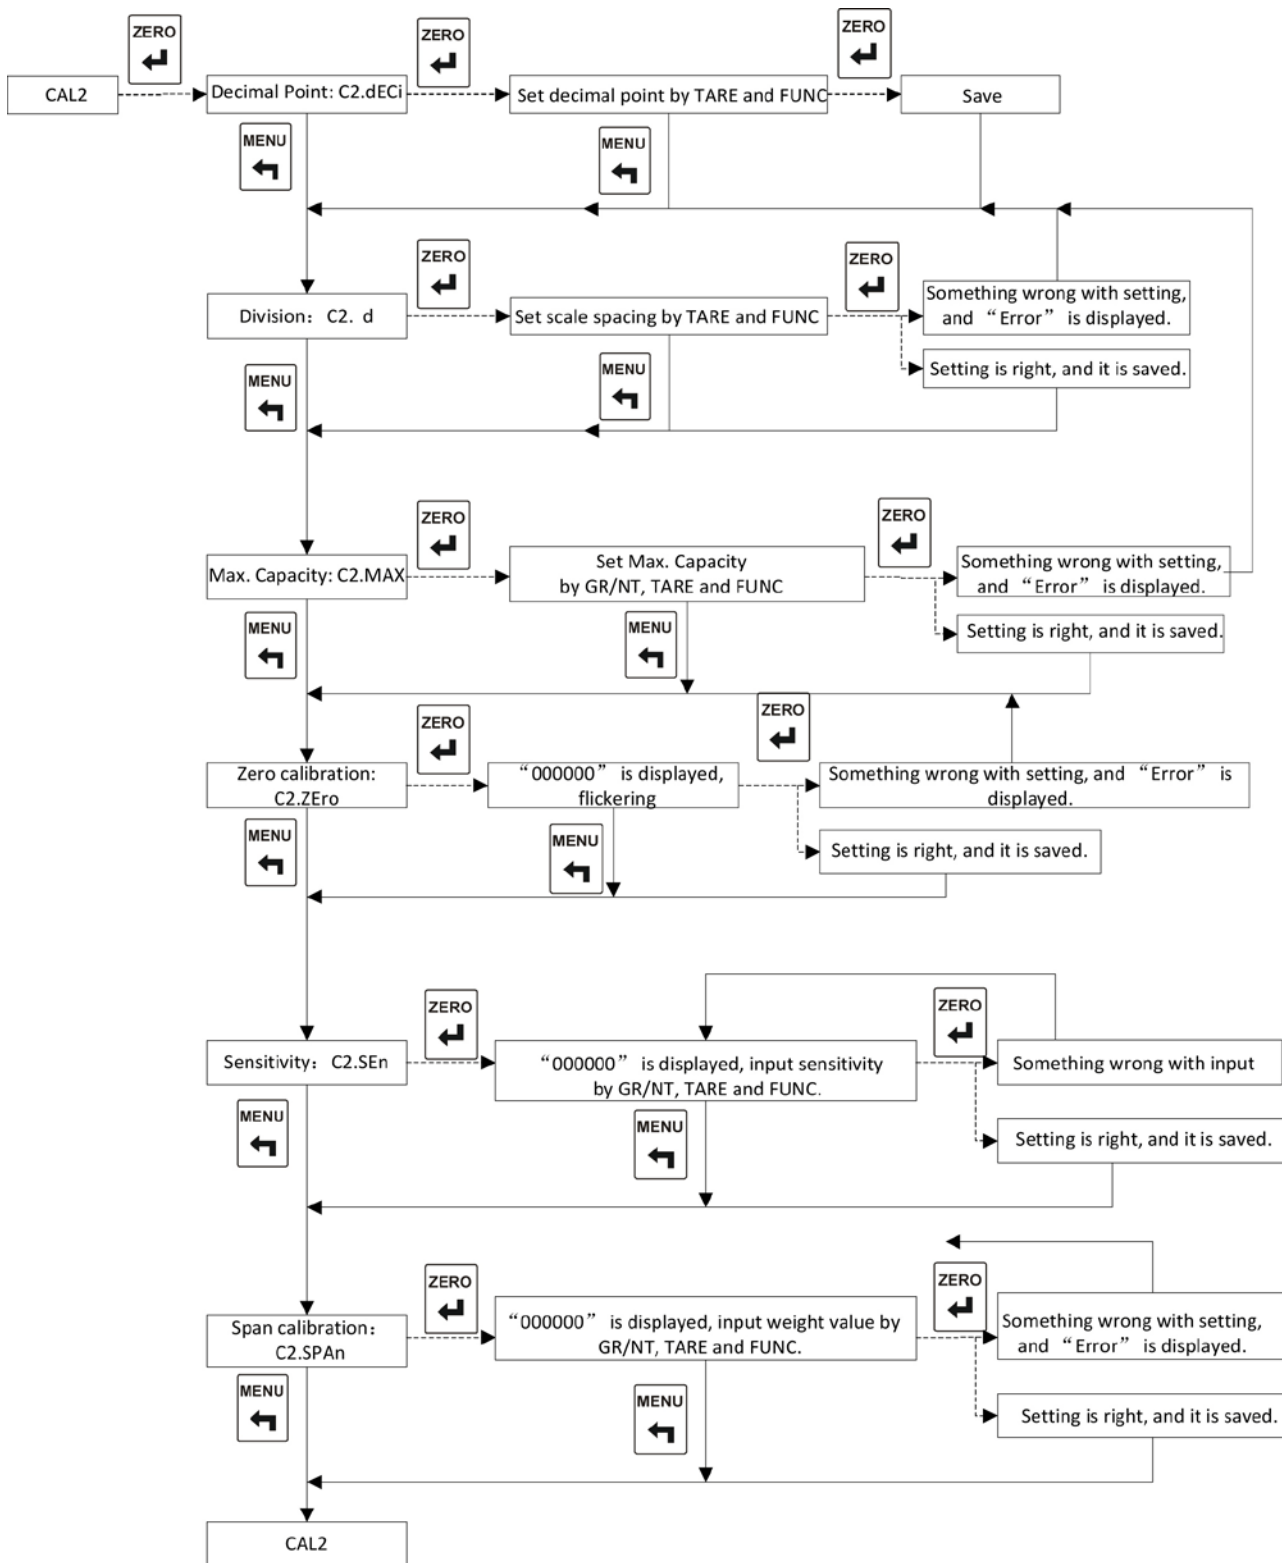 ZERO
ZERO
ZERO
CAL2
Decimal Point: C2.dECi
Set decimal point by TARE and FUNC
Save
MENU
MENU
ZERO
ZERO
Division: C2. d
Set scale spacing by TARE and FUNC
Something wrong with setting,
and “Error” is displayed.
Setting is right, and it is saved.
MENU
MENU
ZERO
ZERO
Max. Capacity: C2.MAX
Set Max. Capacity
by GR/NT, TARE and FUNC
Something wrong with setting,
and “Error” is displayed.
Setting is right, and it is saved.
MENU
MENU
ZERO
ZERO
Zero calibration:
C2.ZEro
“000000” is displayed,
flickering
Something wrong with setting, and “Error” is
displayed.
Setting is right, and it is saved.
MENU
MENU
ZERO
ZERO
Sensitivity: C2.SEn
“000000” is displayed, input sensitivity
by GR/NT, TARE and FUNC.
Something wrong with input
Setting is right, and it is saved.
MENU
MENU
ZERO
ZERO
Span calibration:
C2.SPAn
“000000” is displayed, input weight value by
GR/NT, TARE and FUNC.
Something wrong with setting,
and “Error” is displayed.
Setting is right, and it is saved.
MENU
MENU
CAL2